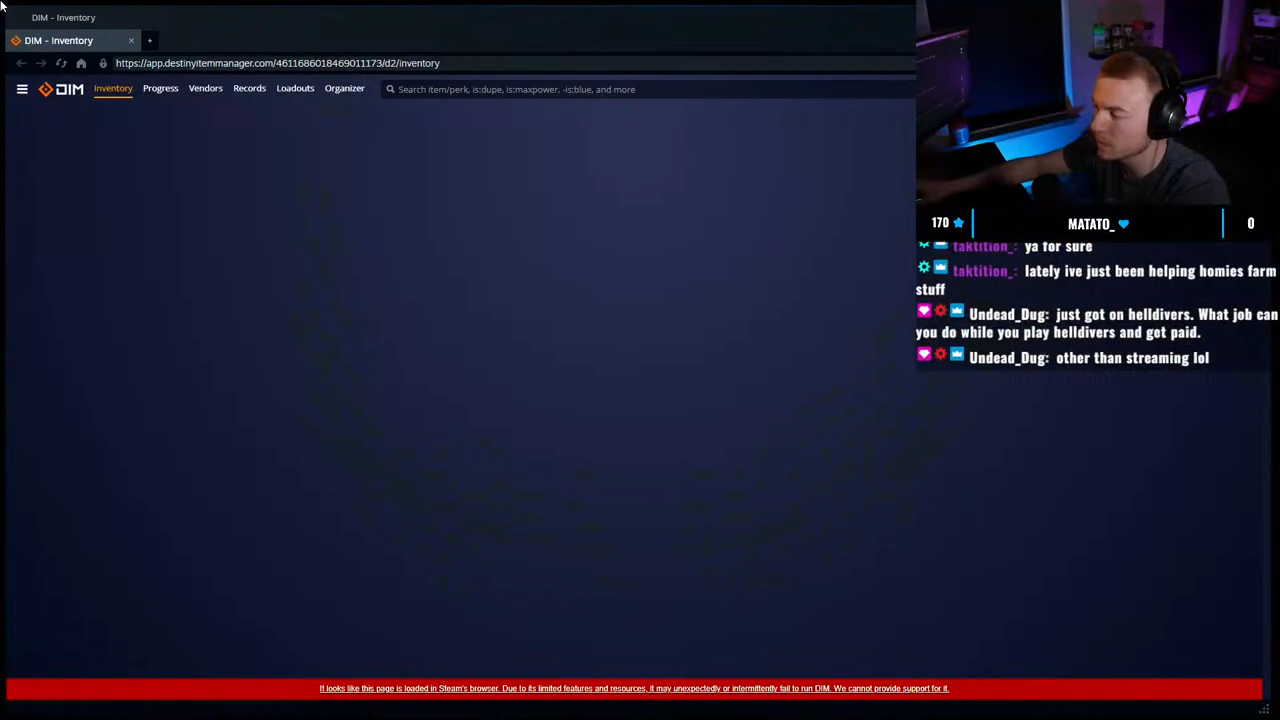 DIM - Inventory
DIM - Inventory
https://app.destinyitemmanager.com/4611686018469011173/d2/inventory
DIM Inventory Progress Vendors Records Loadouts Organizer Search item/perk, is:dupe, is:maxpower, -is:blue, and more
170 MATATO_ 0
taktition_: ya for sure
taktition_: lately ive just been helping homies farm
stuff
Undead_Dug: just got on helldivers. What job can
you do while you play helldivers and get paid.
Undead_Dug: other than streaming lol
It looks like this page is loaded in Steam's browser. Due to its limited features and resources, it may unexpectedly or intermittently fail to run DIM. We cannot provide support for it.